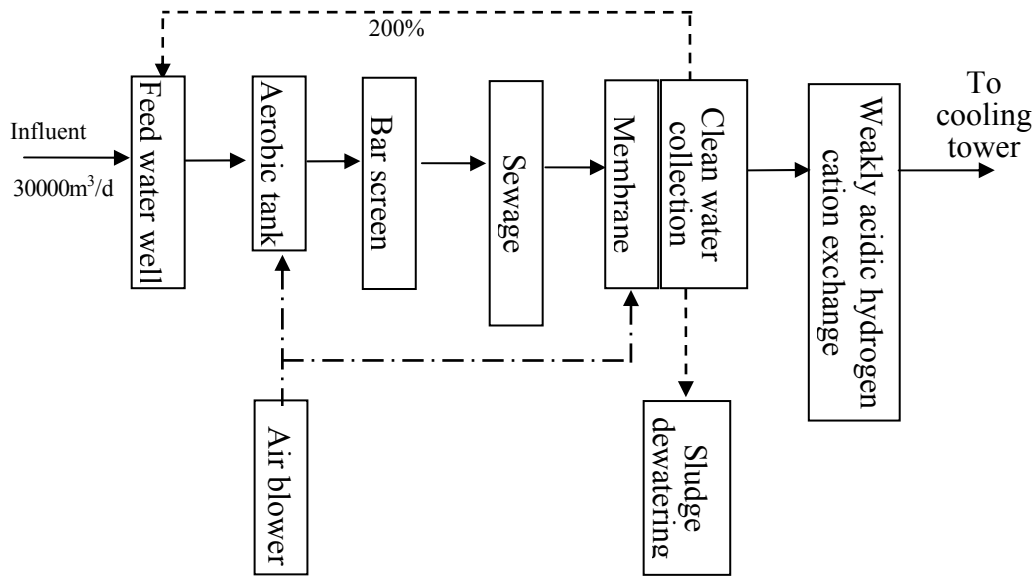 200%
Influent
30000m³/d
Feed water well
Aerobic tank
Bar screen
Sewage
Membrane
Clean water
collection
Weakly acidic hydrogen
cation exchange
To
cooling
tower
Air blower
Sludge
dewatering